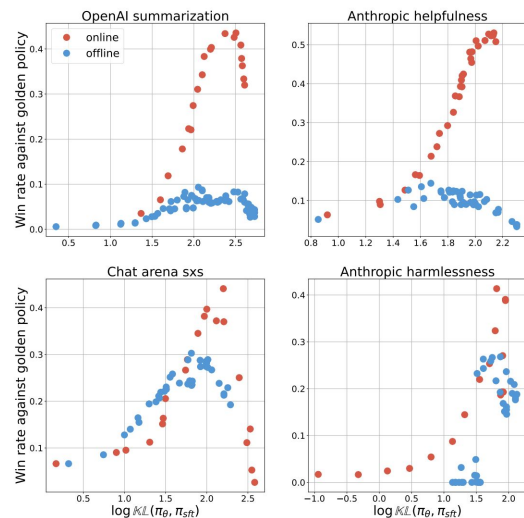 OpenAI summarization
Anthropic helpfulness
online
offline
Win rate against golden policy
0.4
0.3
0.2
0.1
0.0
0.5
0.4
0.3
0.2
0.1
0.5 1.0 1.5 2.0 2.5
0.8 1.0 1.2 1.4 1.6 1.8 2.0 2.2
Chat arena sxs
Anthropic harmlessness
Win rate against golden policy
0.4
0.3
0.2
0.1
0.4
0.3
0.2
0.1
0.0
0.5 1.0 1.5 2.0 2.5
−1.0 −0.5 0.0 0.5 1.0 1.5 2.0
log 𝕂𝕃(πθ, πsft)
log 𝕂𝕃(πθ, πsft)